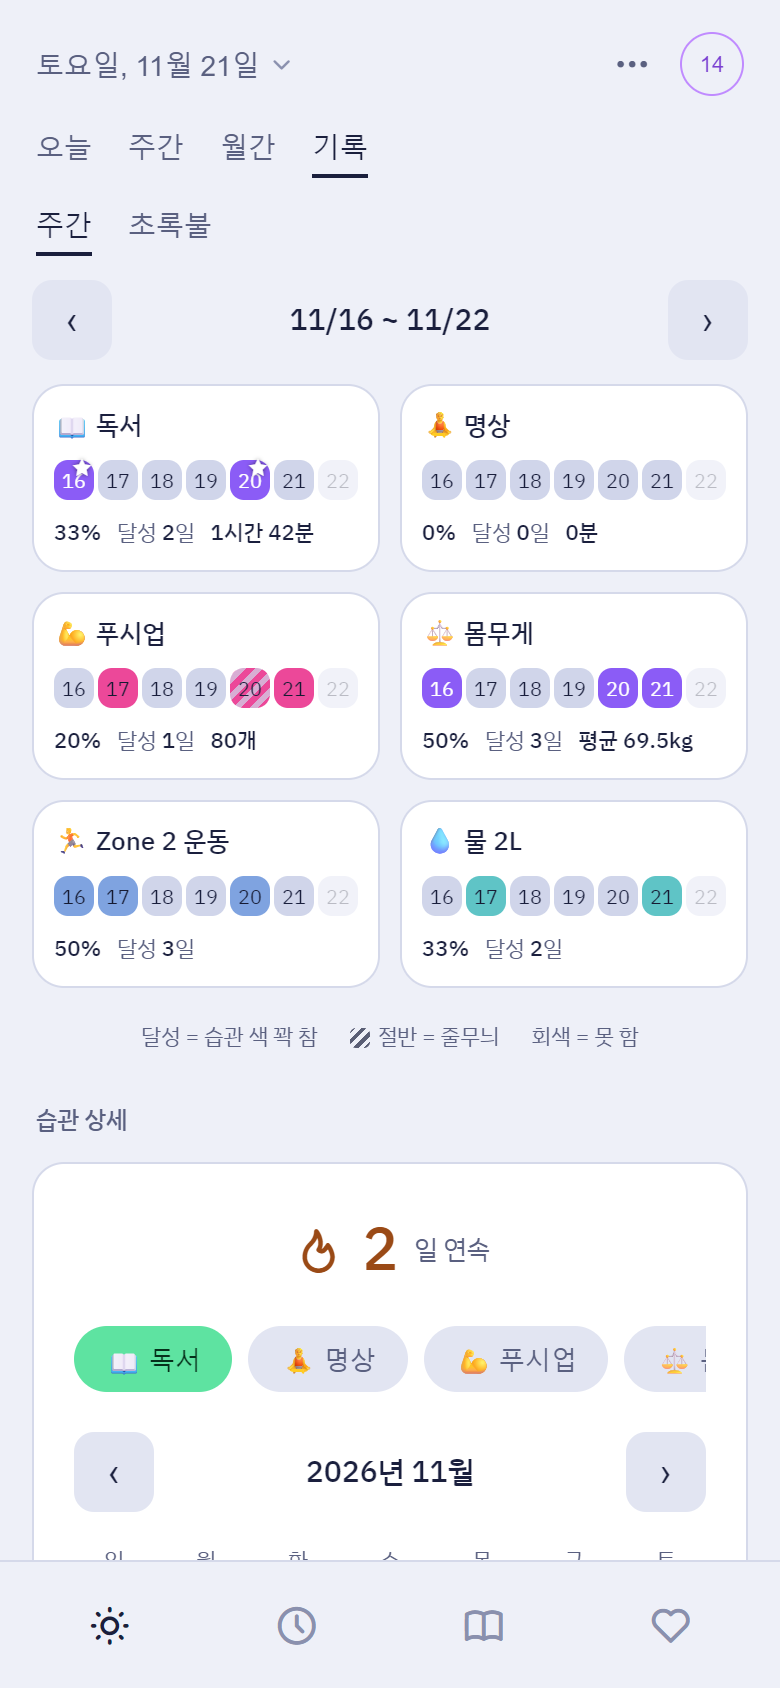 토요일, 11월 21일
14
오늘 주간 월간 기록
주간 초록불
‹ 11/16 ~ 11/22 ›
독서
16 17 18 19 20 21 22
33% 달성 2일 1시간 42분
명상
16 17 18 19 20 21 22
0% 달성 0일 0분
푸시업
16 17 18 19 20 21 22
20% 달성 1일 80개
몸무게
16 17 18 19 20 21 22
50% 달성 3일 평균 69.5kg
Zone 2 운동
16 17 18 19 20 21 22
50% 달성 3일
물 2L
16 17 18 19 20 21 22
33% 달성 2일
달성 = 습관 색 꽉 참 절반 = 줄무늬 회색 = 못 함
습관 상세
2 일 연속
독서 명상 푸시업
‹ 2026년 11월 ›